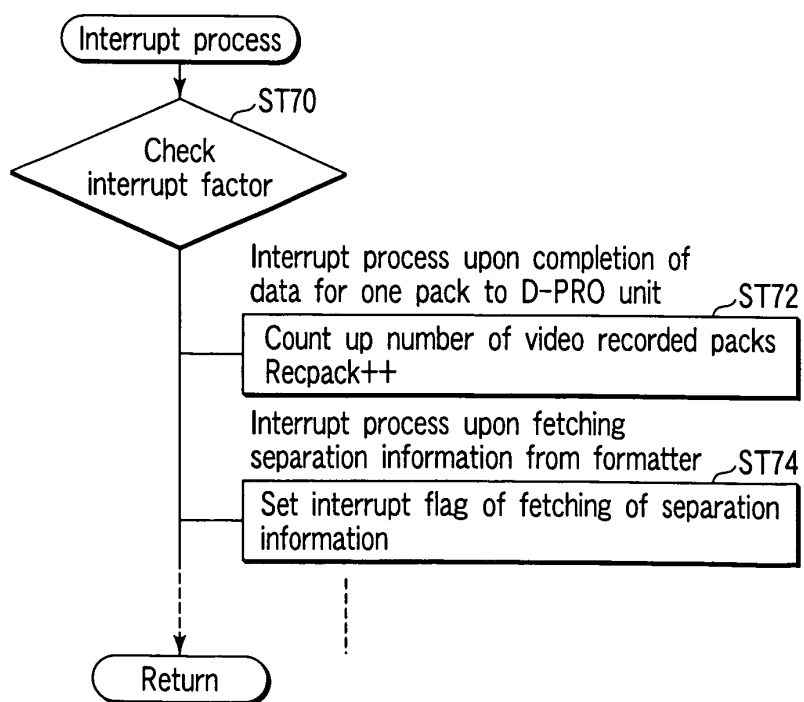 Interrupt process
ST70
Check
interrupt factor
Interrupt process upon completion of
data for one pack to D-PRO unit
ST72
Count up number of video recorded packs
Recpack++
Interrupt process upon fetching
separation information from formatter
ST74
Set interrupt flag of fetching of separation
information
Return